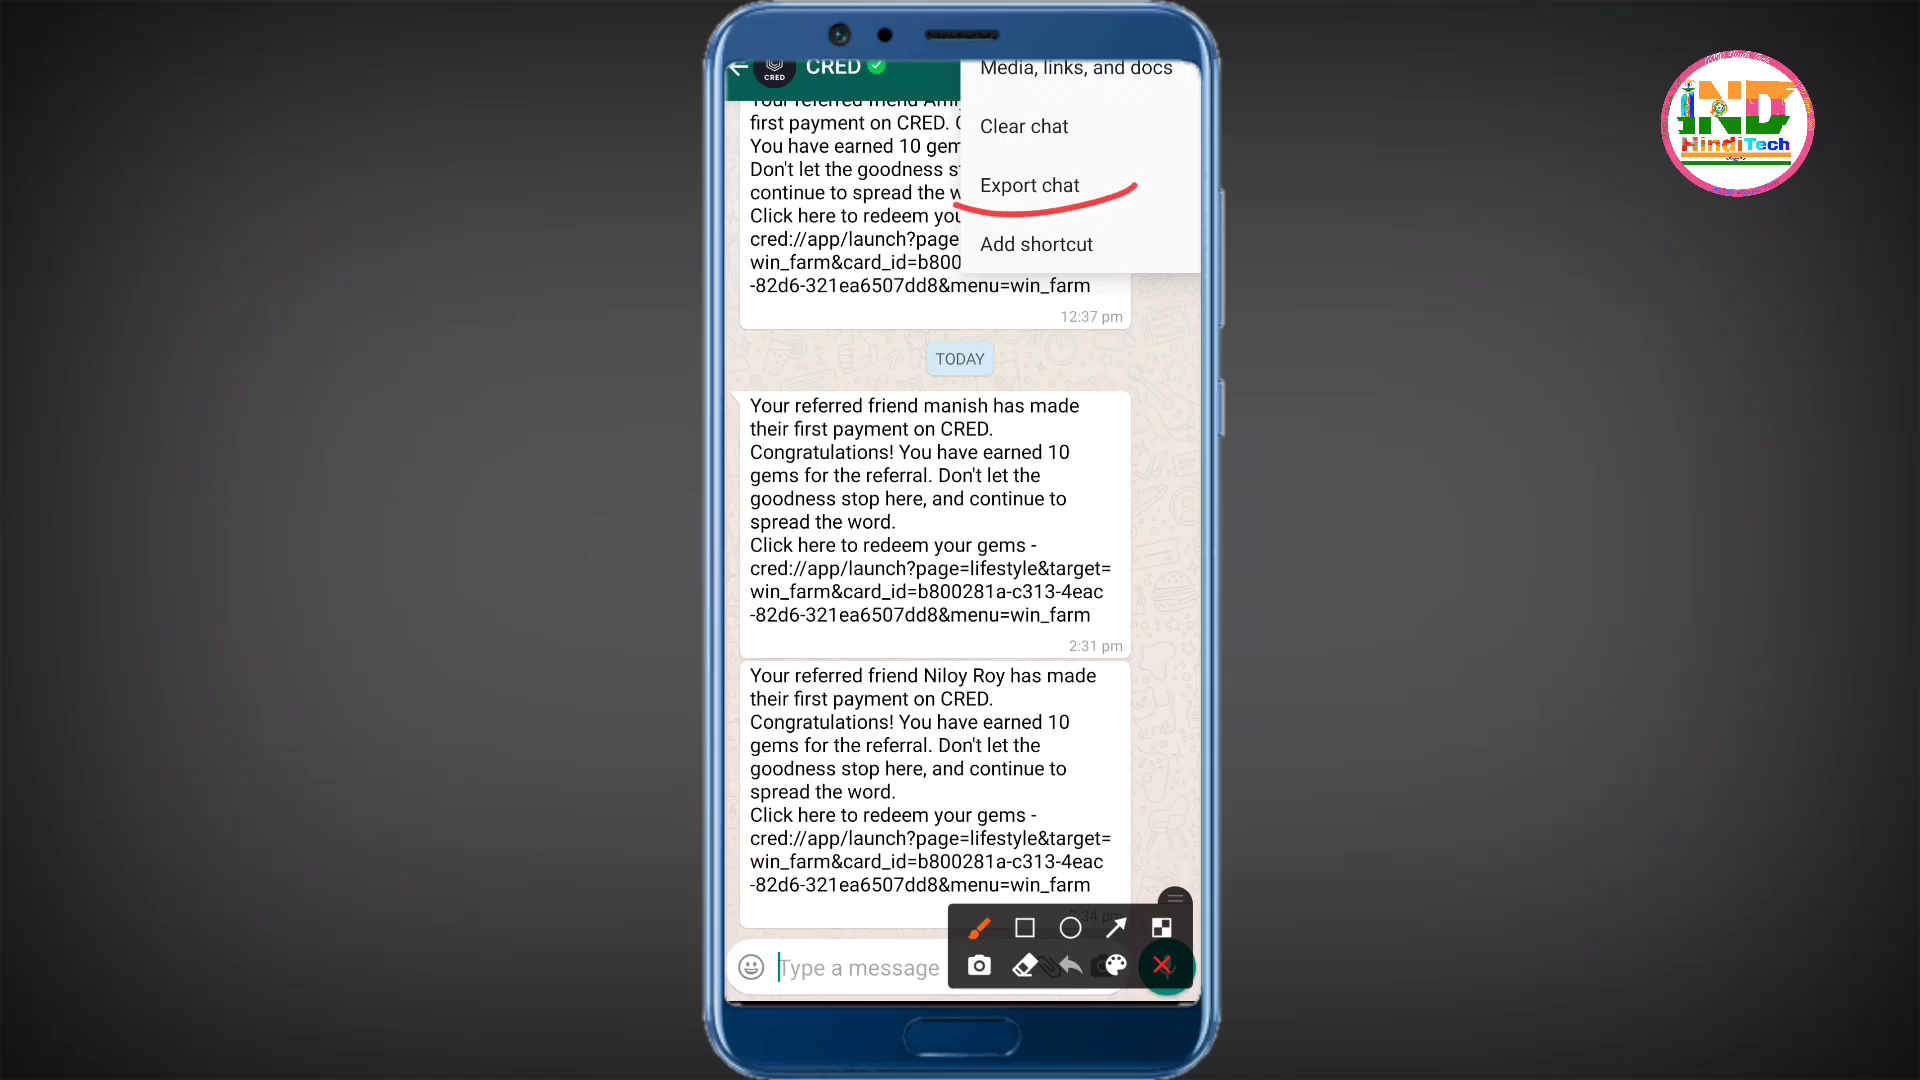 CRED
CRED
Media, links, and docs
Clear chat
Export chat
Add shortcut
Your referred friend
first payment on CRED.
You have earned 10 gem
Don't let the goodness s
continue to spread the w
Click here to redeem you
cred://app/launch?page
win_farm&card_id=b800
-82d6-321ea6507dd8&menu=win_farm
12:37 pm
TODAY
Your referred friend manish has made
their first payment on CRED.
Congratulations! You have earned 10
gems for the referral. Don't let the
goodness stop here, and continue to
spread the word.
Click here to redeem your gems -
cred://app/launch?page=lifestyle&target=
win_farm&card_id=b800281a-c313-4eac
-82d6-321ea6507dd8&menu=win_farm
2:31 pm
Your referred friend Niloy Roy has made
their first payment on CRED.
Congratulations! You have earned 10
gems for the referral. Don't let the
goodness stop here, and continue to
spread the word.
Click here to redeem your gems -
cred://app/launch?page=lifestyle&target=
win_farm&card_id=b800281a-c313-4eac
-82d6-321ea6507dd8&menu=win_farm
:34 pm
Type a message
iND
HindiTech